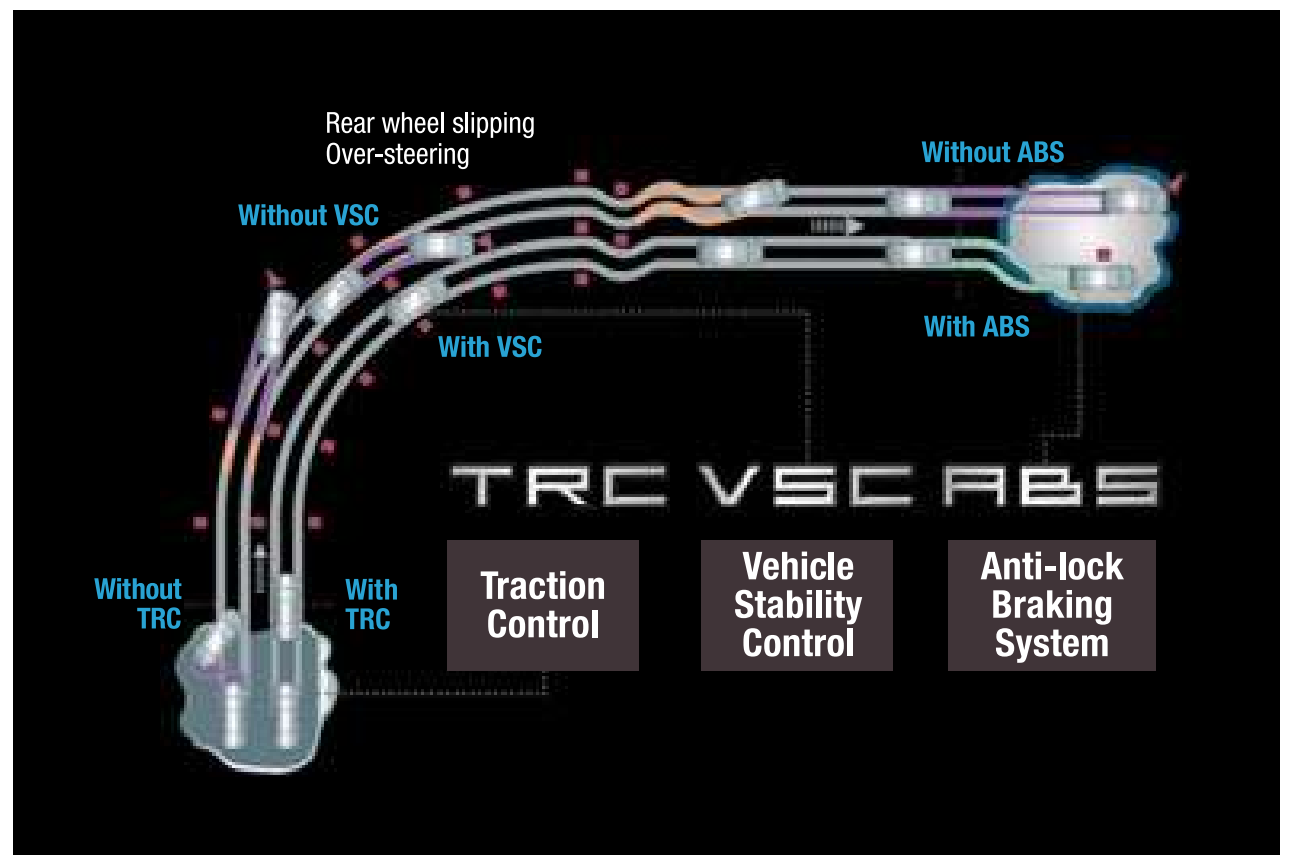 Rear wheel slipping
Over-steering
Without ABS
Without VSC
With ABS
With VSC
TRC VSC ABS
Without
TRC
With
TRC
Traction
Control
Vehicle
Stability
Control
Anti-lock
Braking
System